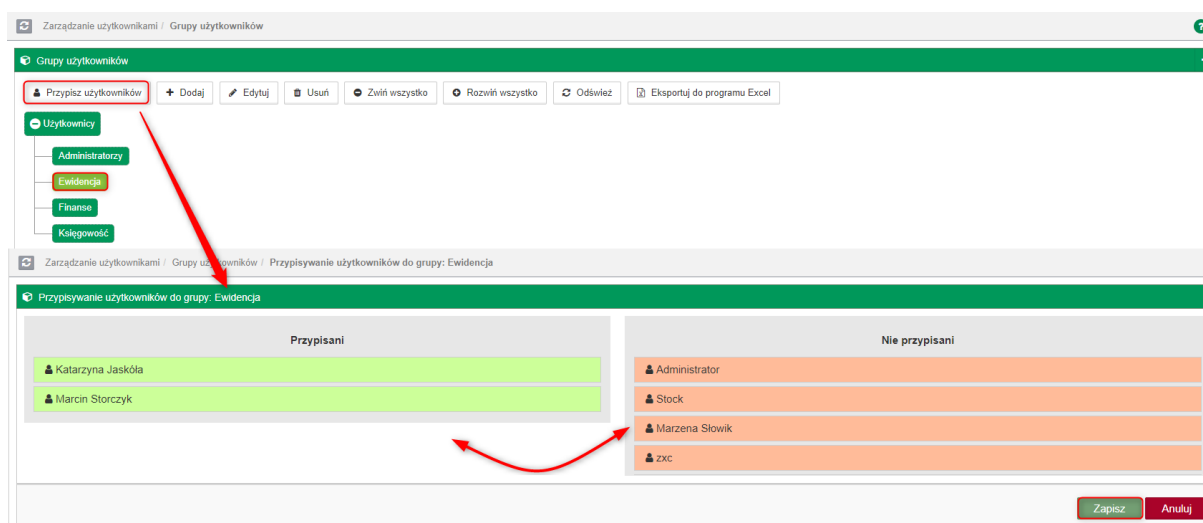 Zarządzanie użytkownikami / Grupy użytkowników
?
Grupy użytkowników
Przypisz użytkowników Dodaj Edytuj Usuń Zwiń wszystko Rozwiń wszystko Odśwież Eksportuj do programu Excel
Użytkownicy
Administratorzy
Ewidencja
Finanse
Księgowość
Zarządzanie użytkownikami / Grupy użytkowników / Przypisywanie użytkowników do grupy: Ewidencja
Przypisywanie użytkowników do grupy: Ewidencja
Przypisani Nie przypisani
Katarzyna Jaskóła Administrator
Marcin Storczyk Stock
Marzena Słowik
zxc
Zapisz Anuluj